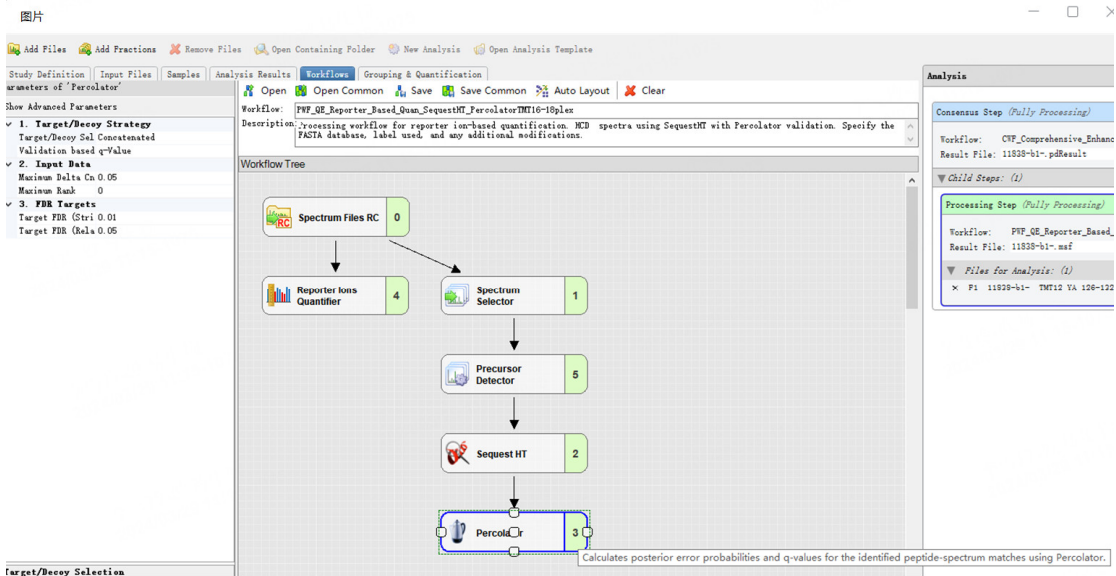 图片
Add Files Add Fractions Remove Files Open Containing Folder New Analysis Open Analysis Template
Study Definition Input Files Samples Analysis Results Workflows Grouping & Quantification
arameters of 'Percolator'
Show Advanced Parameters
1. Target/Decoy Strategy
Target/Decoy Sel Concatenated
Validation based q-Value
2. Input Data
Maximum Delta Cn 0.05
Maximum Rank 0
3. FDR Targets
Target FDR (Stri 0.01
Target FDR (Rela 0.05
Target/Decoy Selection
Open Open Common Save Save Common Auto Layout Clear
Workflow: PWF_QE_Reporter_Based_Quan_SequestHT_PercolatorTMT16-18plex
Description: Processing workflow for reporter ion-based quantification. HCD spectra using SequestHT with Percolator validation. Specify the
FASTA database, label used, and any additional modifications.
Workflow Tree
Spectrum Files RC 0
RC
Reporter Ions
Quantifier 4
Spectrum
Selector 1
Precursor
Detector 5
Sequest HT 2
Percolator 3
Calculates posterior error probabilities and q-values for the identified peptide-spectrum matches using Percolator.
Analysis
Consensus Step (Fully Processing)
Workflow: CWF_Comprehensive_Enhanc
Result File: 11838-b1-.pdResult
Child Steps: (1)
Processing Step (Fully Processing)
Workflow: PWF_QE_Reporter_Based_
Result File: 11838-b1-.msf
Files for Analysis: (1)
× F1 11838-b1- TMT12 YA 126-132